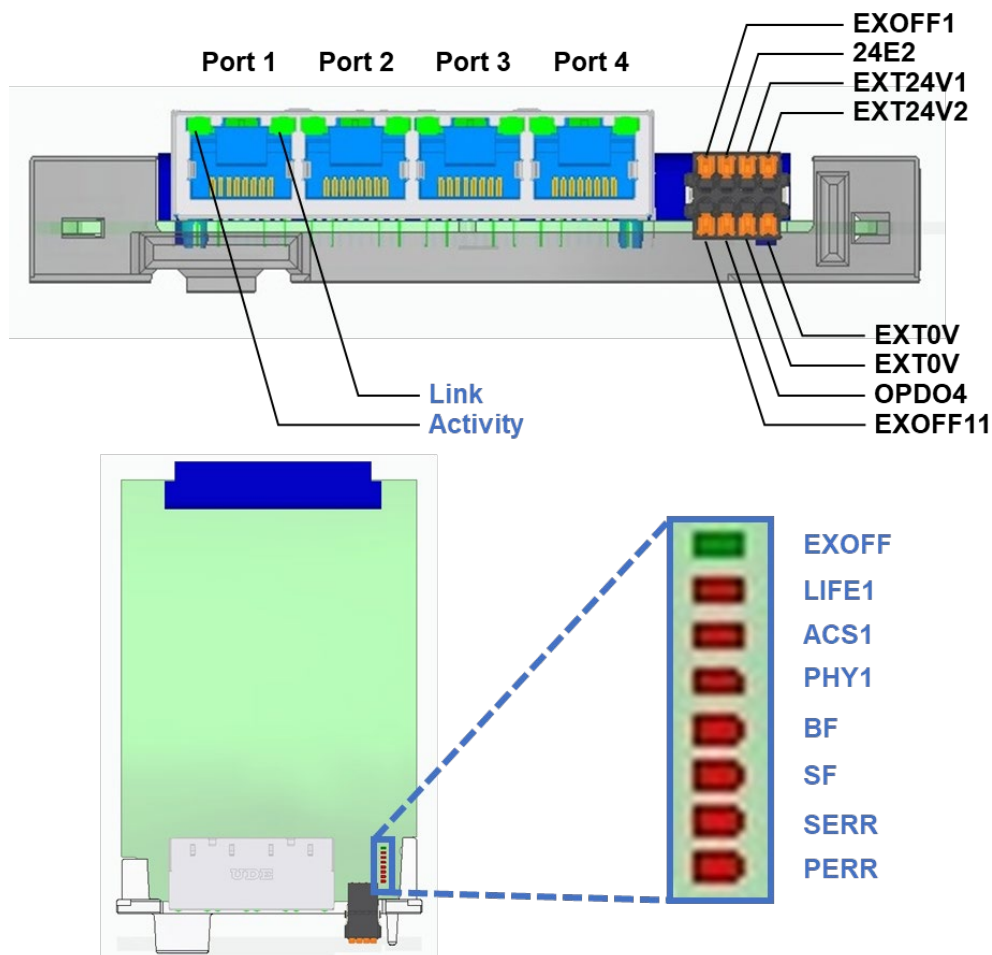 EXOFF1
24E2
Port 1 Port 2 Port 3 Port 4
EXT24V1
EXT24V2
EXT0V
EXT0V
Link
OPDO4
Activity
EXOFF11
EXOFF
LIFE1
ACS1
PHY1
BF
SF
SERR
PERR
UDE